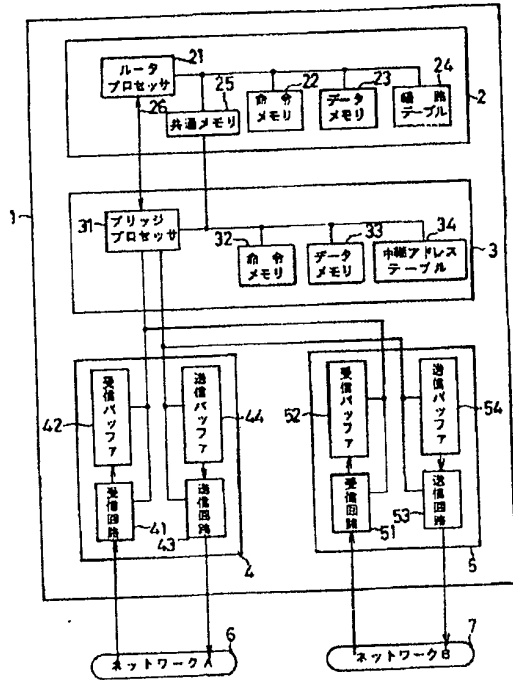 21
ルータ
プロセッサ
26
25
共通メモリ
22
命令
メモリ
23
データ
メモリ
24
経路
テーブル
2
1
31
ブリッジ
プロセッサ
32
命令
メモリ
33
データ
メモリ
34
中継アドレス
テーブル
3
42
受信バッファ
送信バッファ
44
受信回路
41
43
送信回路
4
52
受信バッファ
送信バッファ
54
受信回路
51
53
送信回路
5
6
ネットワークA
7
ネットワークB